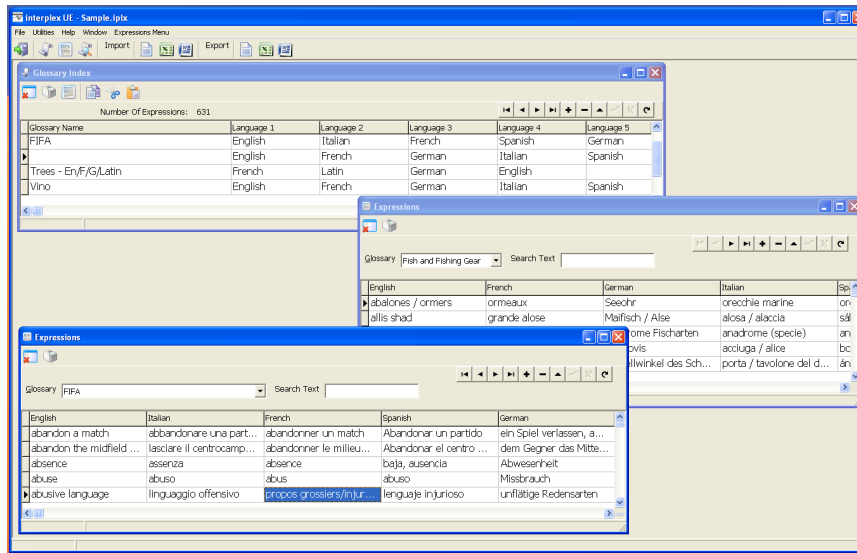 interplex UE - Sample.iplx
File Utilities Help Window Expressions Menu
Import Export
Glossary Index
Number Of Expressions: 631
Glossary Name Language 1 Language 2 Language 3 Language 4 Language 5
FIFA English Italian French Spanish German
English French German Italian Spanish
Trees - En/F/G/Latin French Latin German English
Vino English French German Italian Spanish
Expressions
Glossary Fish and Fishing Gear Search Text
English French German Italian Sp
abalones / ormers ormeaux Seeohr orecchie marine ore
allis shad grande alose Maifisch / Alse alosa / alaccia sál
rome Fischarten anadrome (specie) an
ovis acciuga / alice bo
ellwinkel des Sch... porta / tavolone del d... án
Expressions
Glossary FIFA Search Text
English Italian French Spanish German
abandon a match abbandonare una part... abandonner un match Abandonar un partido ein Spiel verlassen, a...
abandon the midfield ... lasciare il centrocamp... abandonner le milieu... Abandonar el centro ... dem Gegner das Mitte...
absence assenza absence baja, ausencia Abwesenheit
abuse abuso abus abuso Missbrauch
abusive language linguaggio offensivo propos grossiers/injur... lenguaje injurioso unflätige Redensarten